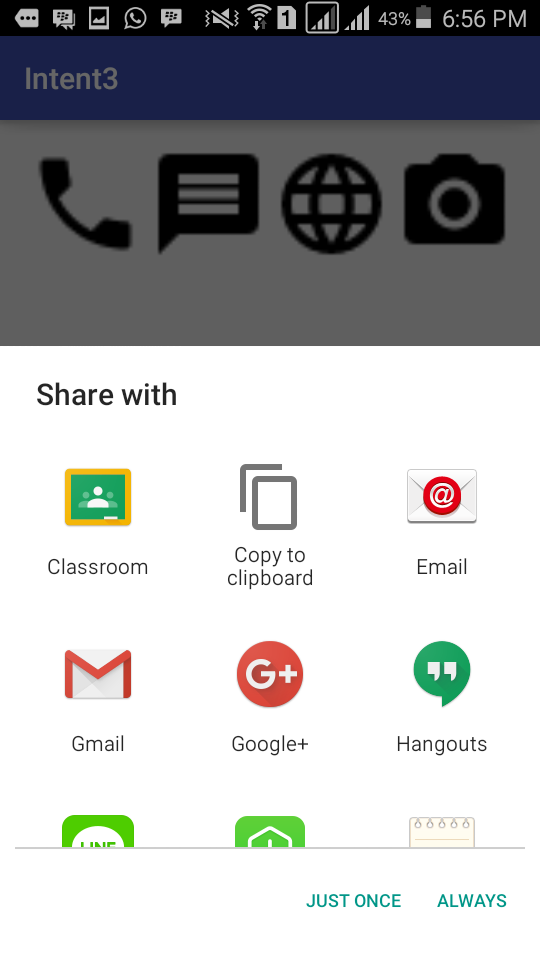 1
43%
6:56 PM
Intent3
Share with
Classroom
Copy to
clipboard
@
Email
Gmail
G+
Google+
Hangouts
LINE
JUST ONCE
ALWAYS